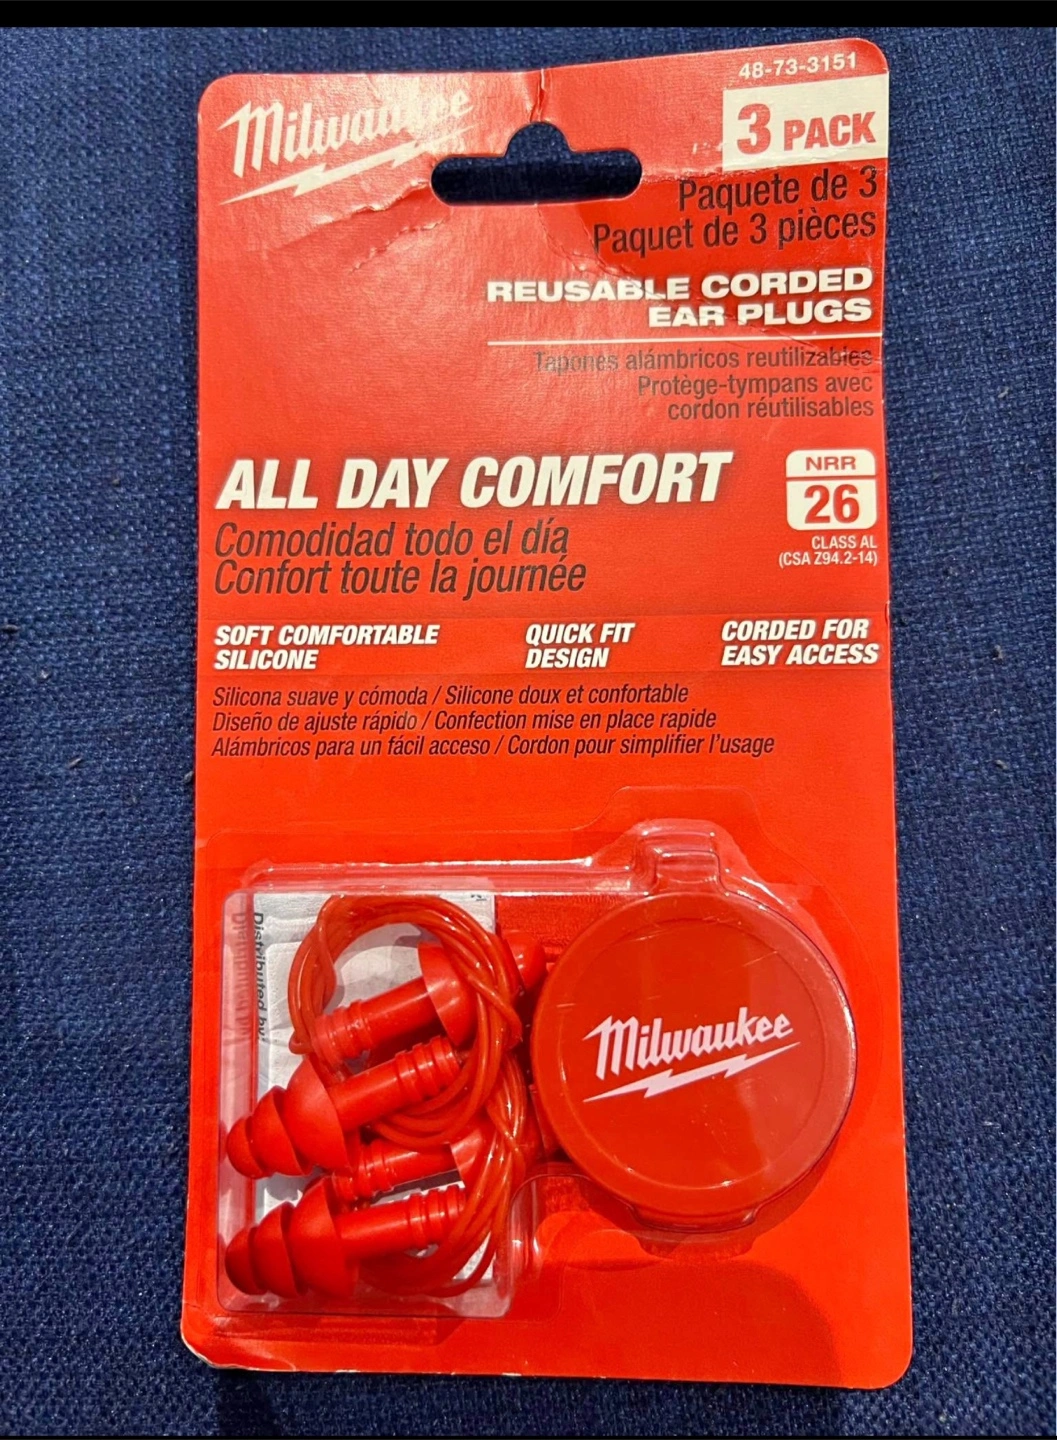 Milwaukee
48-73-3151
3 PACK
Paquete de 3
Paquet de 3 pièces
REUSABLE CORDED
EAR PLUGS
Tapones alámbricos reutilizables
Protège-tympans avec
cordon réutilisables
ALL DAY COMFORT
Comodidad todo el día
Confort toute la journée
NRR
26
CLASS AL
(CSA Z94.2-14)
SOFT COMFORTABLE
SILICONE
QUICK FIT
DESIGN
CORDED FOR
EASY ACCESS
Silicona suave y cómoda / Silicone doux et confortable
Diseño de ajuste rápido / Confection mise en place rapide
Alámbricos para un fácil acceso / Cordon pour simplifier l'usage
Distributed by:
Milwaukee